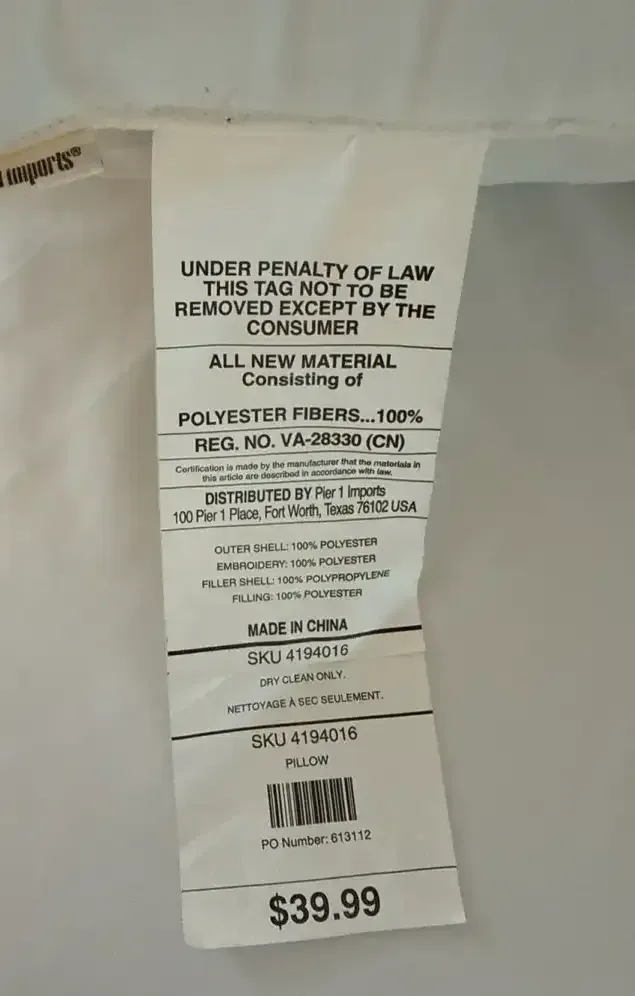 Imports®
UNDER PENALTY OF LAW
THIS TAG NOT TO BE
REMOVED EXCEPT BY THE
CONSUMER
ALL NEW MATERIAL
Consisting of
POLYESTER FIBERS...100%
REG. NO. VA-28330 (CN)
Certification is made by the manufacturer that the materials in
this article are described in accordance with law.
DISTRIBUTED BY Pier 1 Imports
100 Pier 1 Place, Fort Worth, Texas 76102 USA
OUTER SHELL: 100% POLYESTER
EMBROIDERY: 100% POLYESTER
FILLER SHELL: 100% POLYPROPYLENE
FILLING: 100% POLYESTER
MADE IN CHINA
SKU 4194016
DRY CLEAN ONLY.
NETTOYAGE À SEC SEULEMENT.
SKU 4194016
PILLOW
PO Number: 613112
$39.99